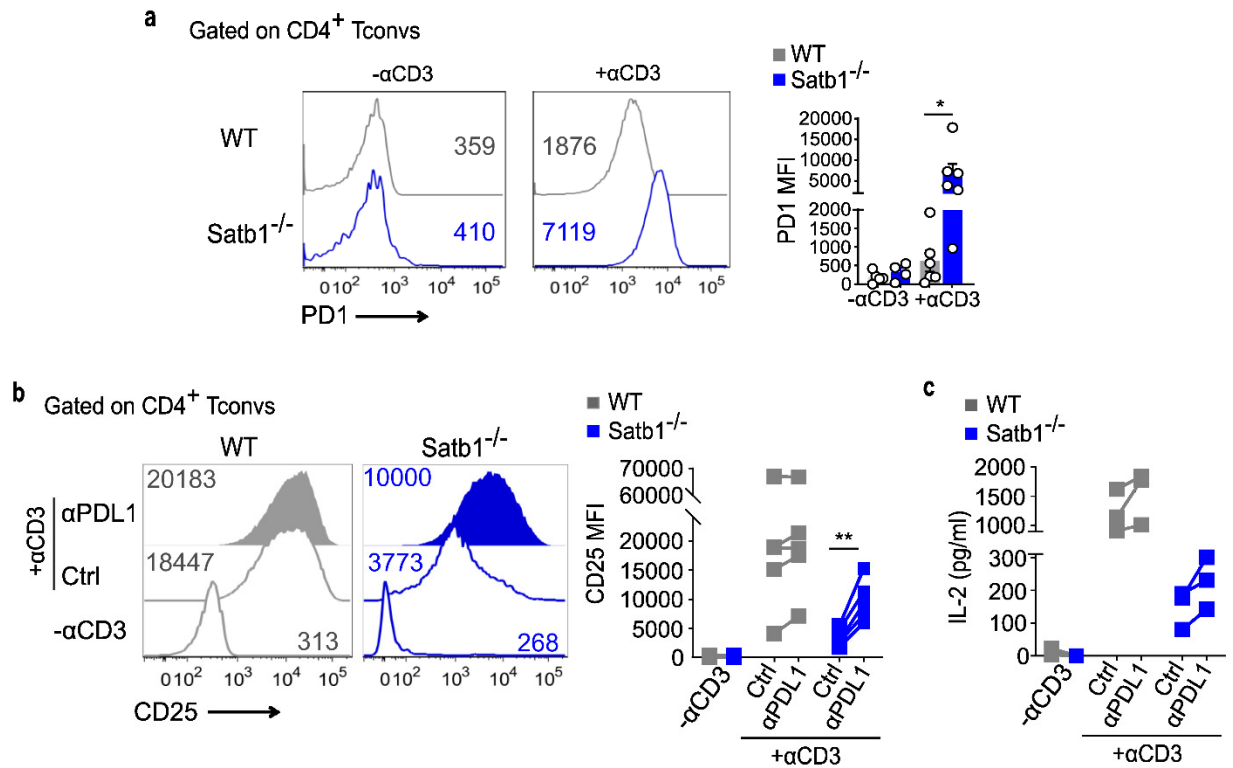 a
Gated on CD4+ Tconvs
-αCD3
+αCD3
WT
359
1876
Satb1-/-
410
7119
0 10² 10³ 10⁴ 10⁵
0 10² 10³ 10⁴ 10⁵
PD1
WT
Satb1-/-
*
PD1 MFI
20000
15000
10000
5000
2000
1500
1000
500
0
-αCD3 +αCD3
b
Gated on CD4+ Tconvs
WT
Satb1-/-
+αCD3
αPDL1
Ctrl
-αCD3
20183
18447
313
10000
3773
268
0 10² 10³ 10⁴ 10⁵
0 10² 10³ 10⁴ 10⁵
CD25
WT
Satb1-/-
**
CD25 MFI
70000
60000
20000
15000
10000
5000
0
-αCD3
Ctrl
αPDL1
Ctrl
αPDL1
+αCD3
c
WT
Satb1-/-
IL-2 (pg/ml)
2000
1500
1000
300
200
100
0
-αCD3
Ctrl
αPDL1
Ctrl
αPDL1
+αCD3